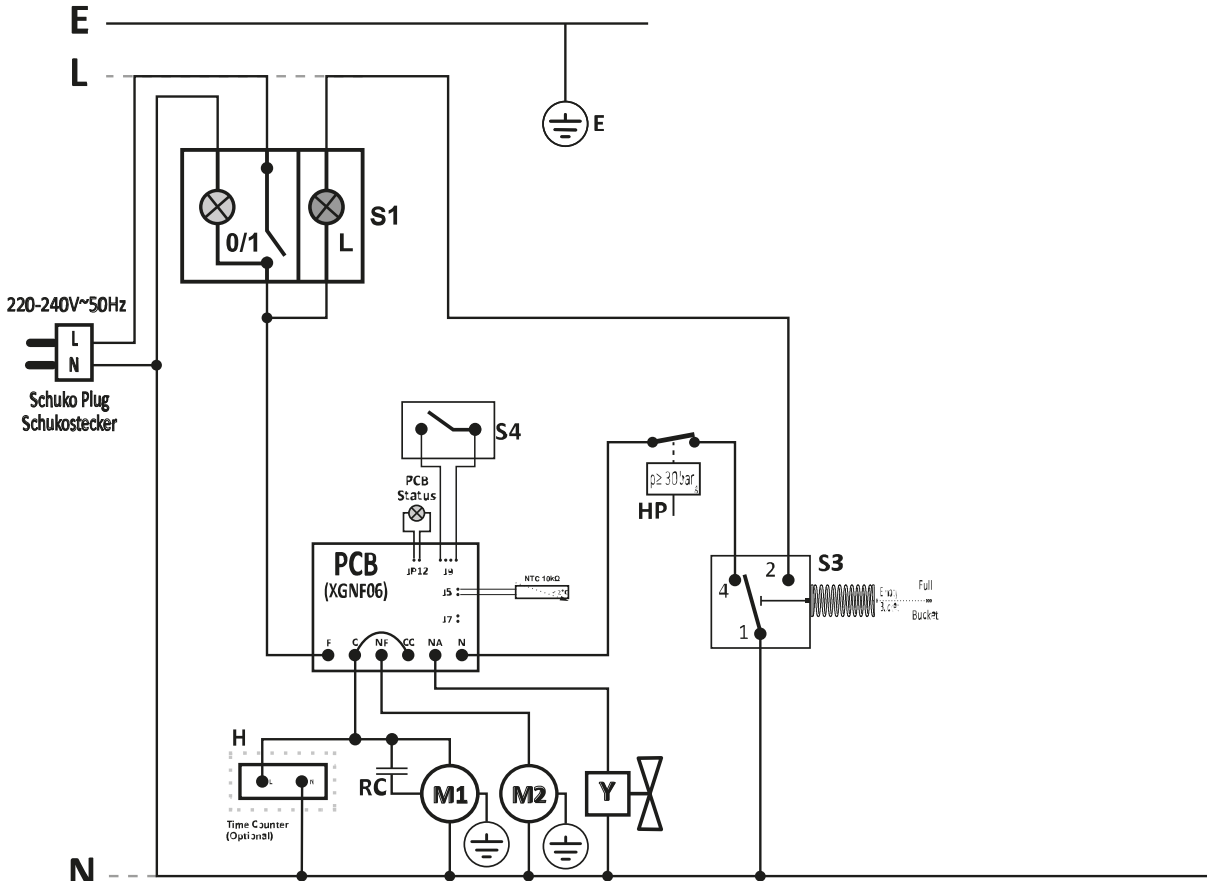 E
L
E
S1
0/1
L
220-240V~50Hz
L
N
Schuko Plug
Schukostecker
S4
PCB
Status
HP
PCB
(XGNF06)
JP12
J9
J5
NTC 10kΩ
J7
S3
4
2
1
Full
Bucket
F
C
NF
CC
NA
N
H
L
N
RC
M1
M2
Y
Time Counter
(Optional)
N